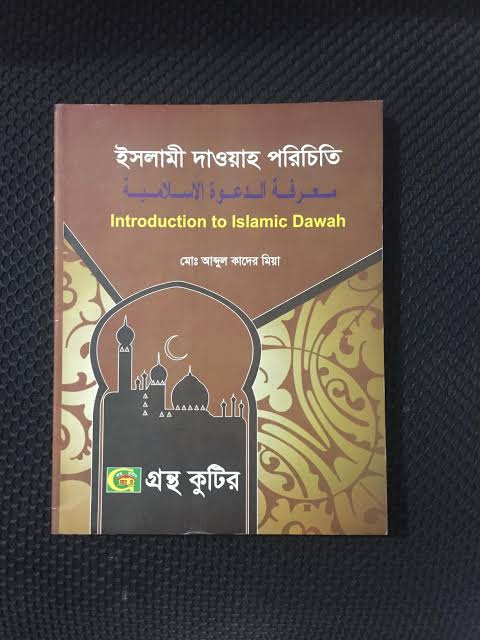 ইসলামী দাওয়াহ পরিচিতি
معرفة الدعوة الاسلامية
Introduction to Islamic Dawah
মোঃ আব্দুল কাদের মিয়া
গ্রন্থ কুটির